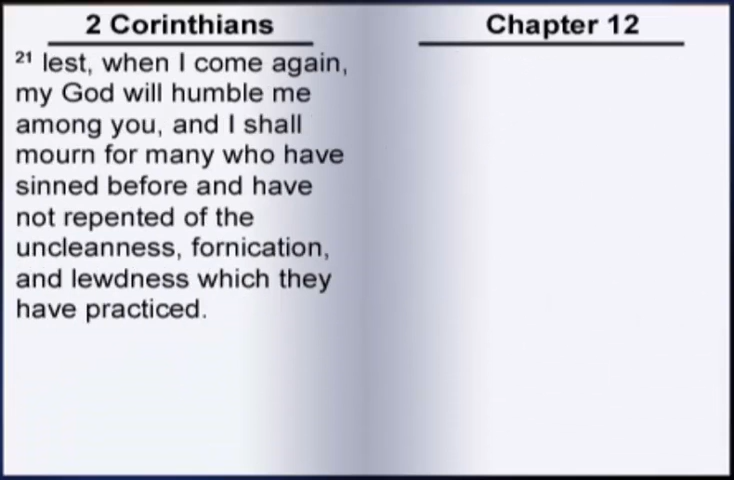 2 Corinthians
Chapter 12
21 lest, when I come again,
my God will humble me
among you, and I shall
mourn for many who have
sinned before and have
not repented of the
uncleanness, fornication,
and lewdness which they
have practiced.